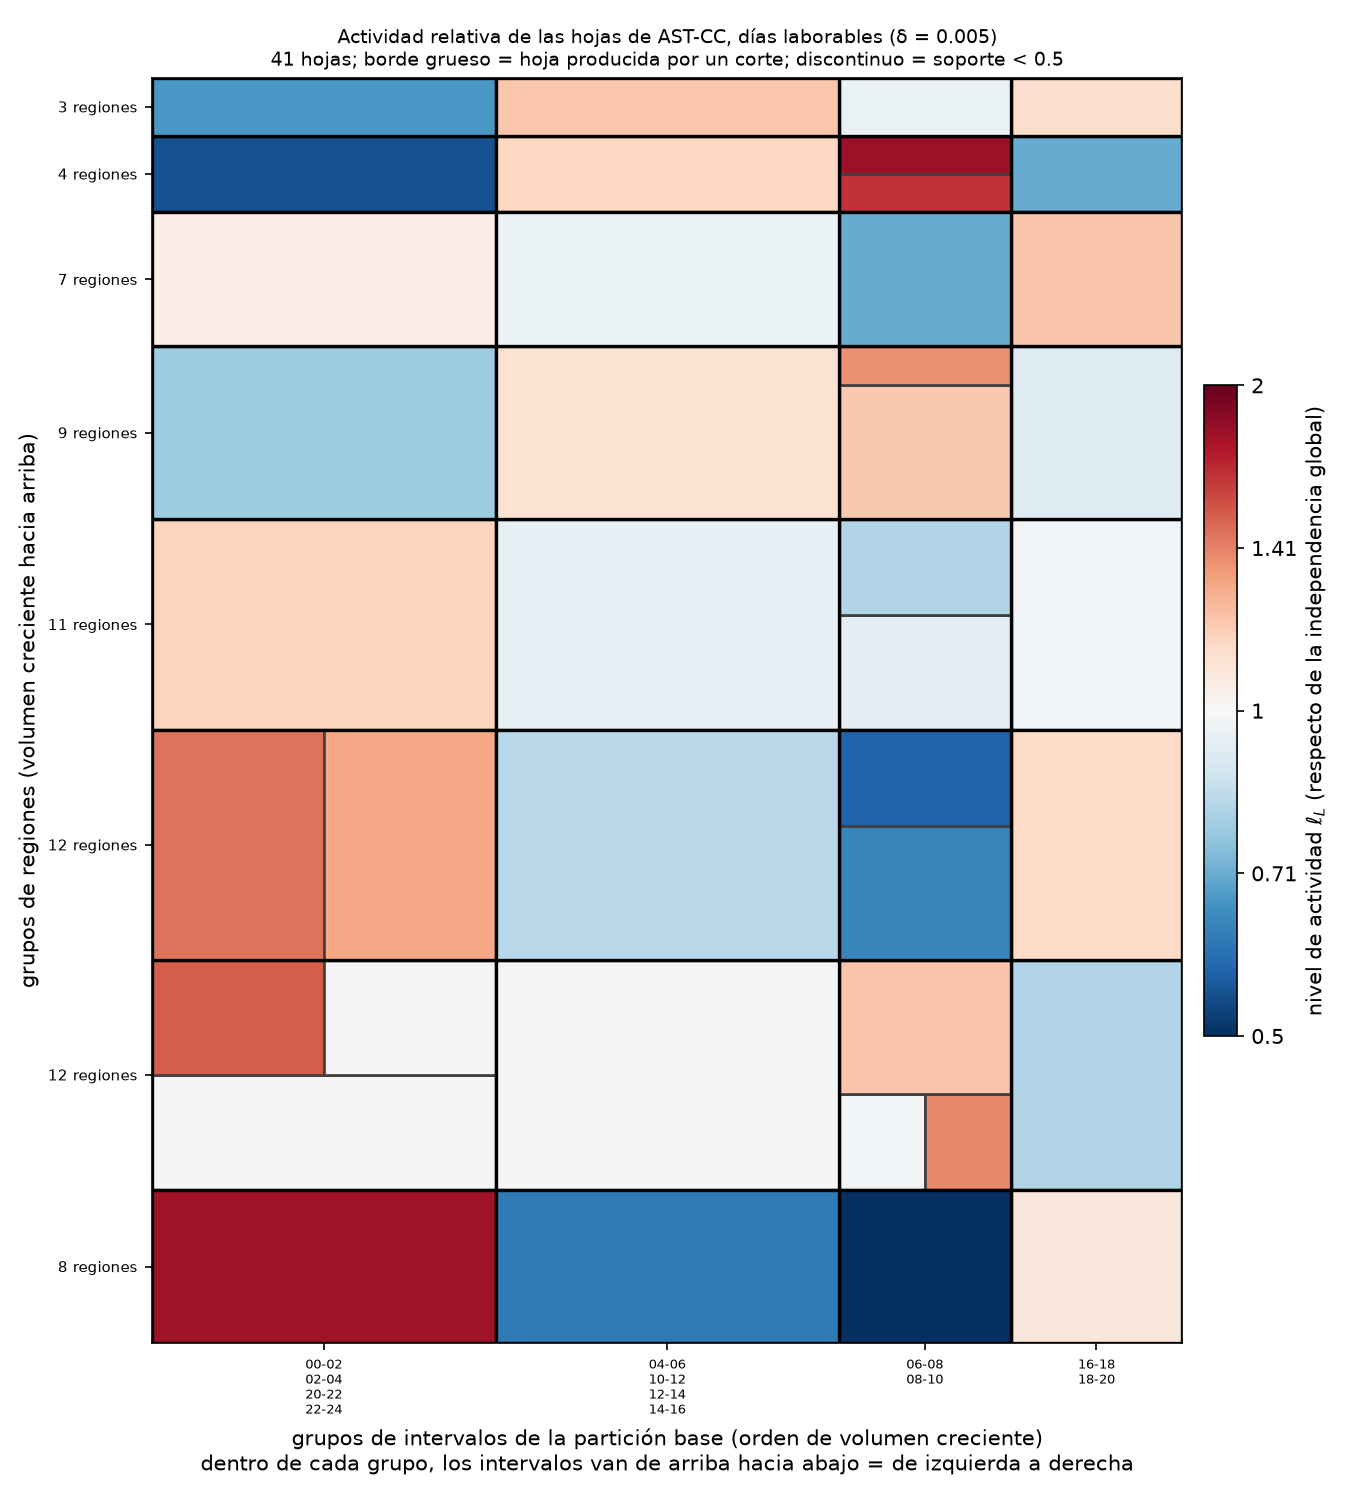 Actividad relativa de las hojas de AST-CC, días laborables (δ = 0.005)
41 hojas; borde grueso = hoja producida por un corte; discontinuo = soporte < 0.5
3 regiones
4 regiones
7 regiones
9 regiones
11 regiones
12 regiones
12 regiones
8 regiones
grupos de regiones (volumen creciente hacia arriba)
00-02
02-04
20-22
22-24
04-06
10-12
12-14
14-16
06-08
08-10
16-18
18-20
grupos de intervalos de la partición base (orden de volumen creciente)
dentro de cada grupo, los intervalos van de arriba hacia abajo = de izquierda a derecha
2
1.41
1
0.71
0.5
nivel de actividad ℓ_L (respecto de la independencia global)